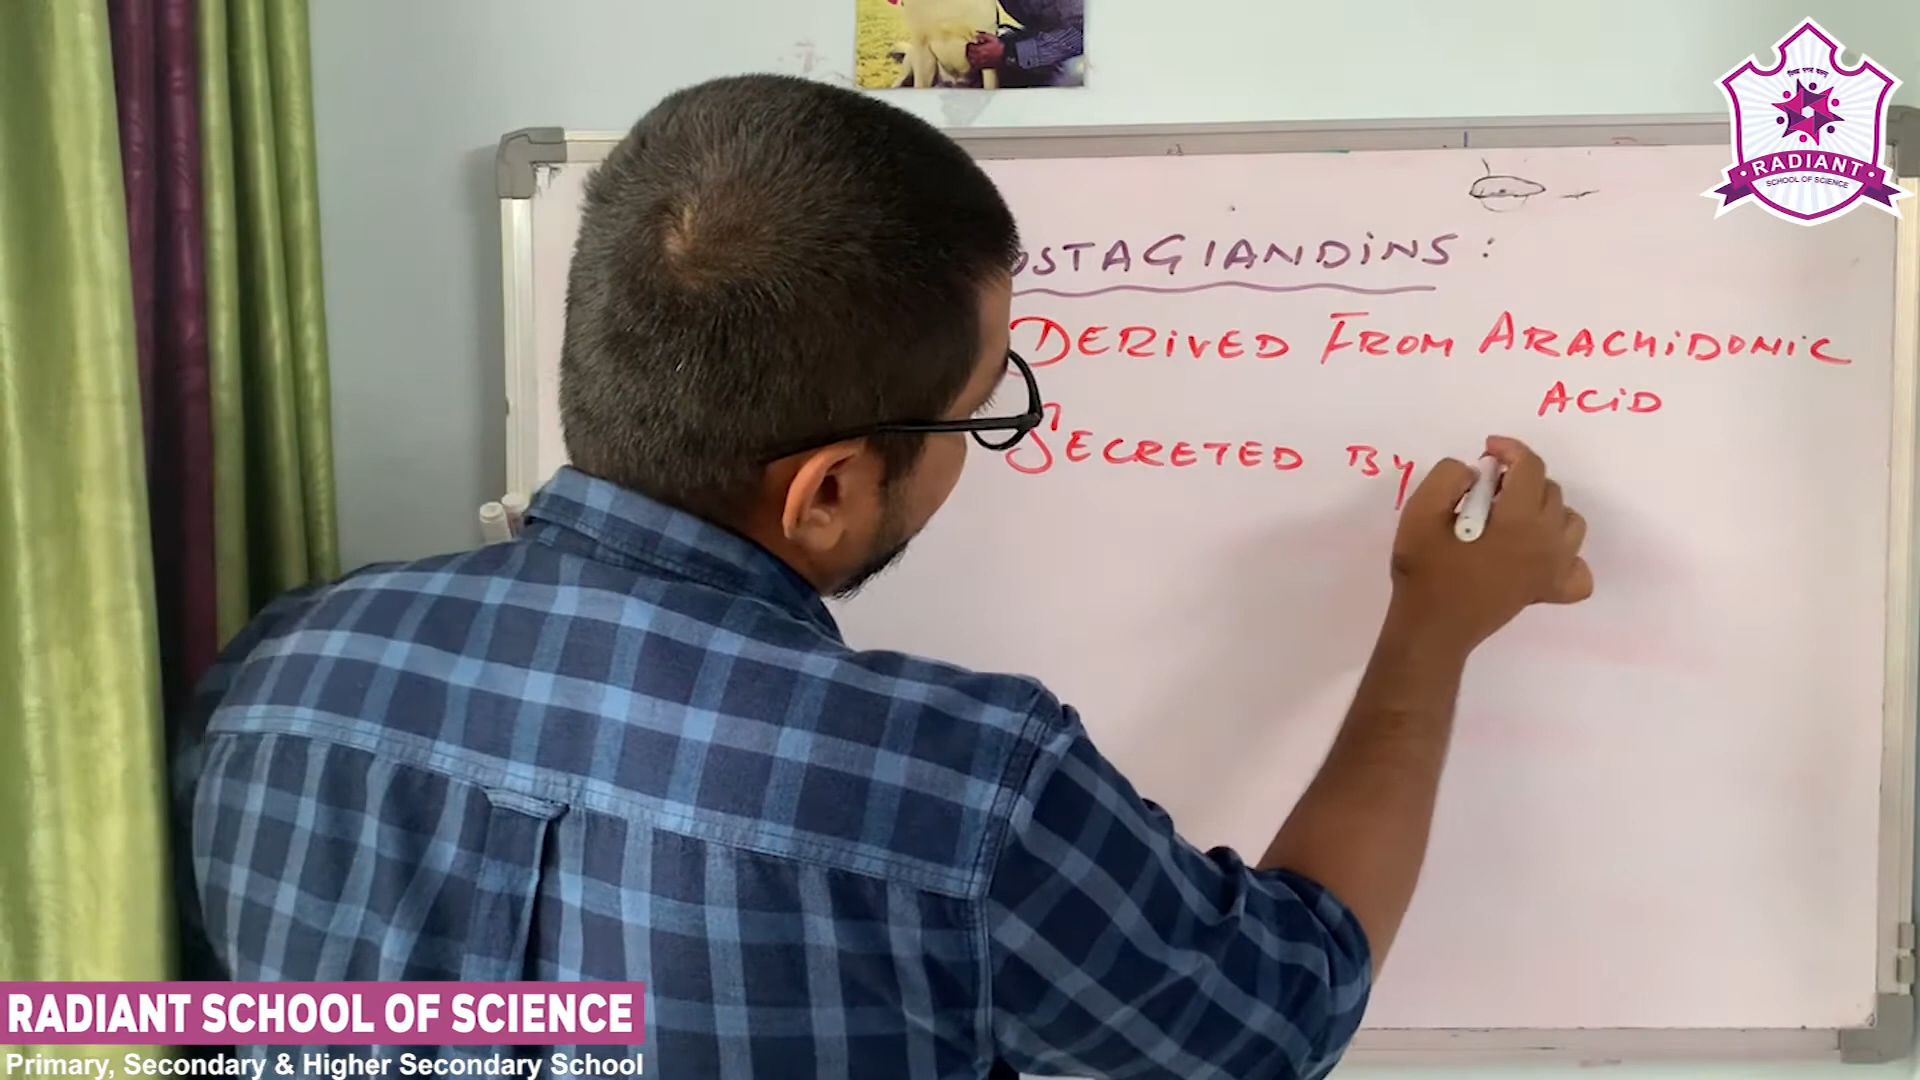 OSTAGIANDINS :
DERIVED FROM ARACHIDONIC
ACID
SECRETED BY
RADIANT
SCHOOL OF SCIENCE
RADIANT SCHOOL OF SCIENCE
Primary, Secondary & Higher Secondary School